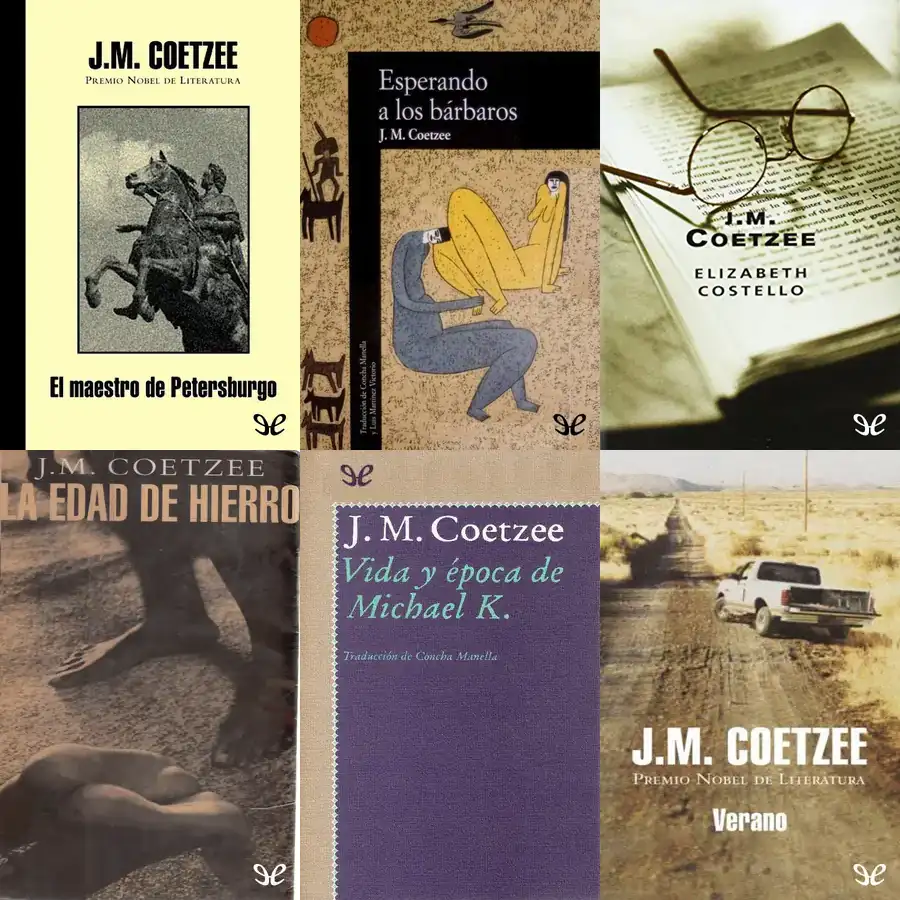 J.M. COETZEE
PREMIO NOBEL DE LITERATURA
El maestro de Petersburgo
Esperando
a los bárbaros
J. M. Coetzee
Traducción de Concha Manella
y Luis Martínez Victorio
J.M.
COETZEE
ELIZABETH
COSTELLO
J.M. COETZEE
LA EDAD DE HIERRO
J. M. Coetzee
Vida y época de
Michael K.
Traducción de Concha Manella
J.M. COETZEE
PREMIO NOBEL DE LITERATURA
Verano